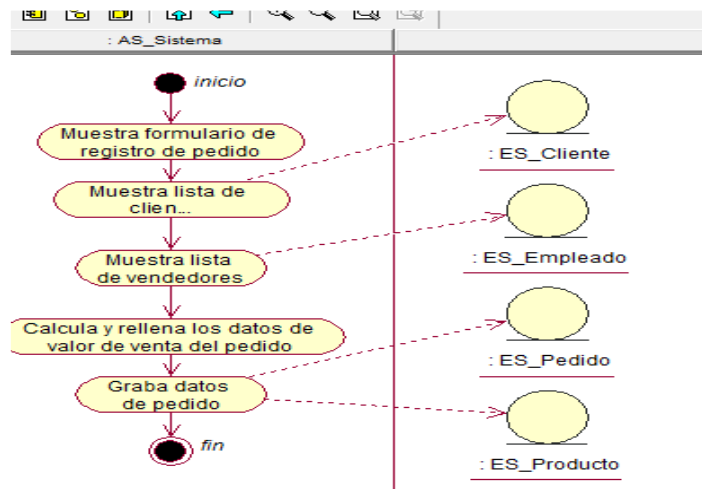 : AS_Sistema
inicio
Muestra formulario de
registro de pedido
: ES_Cliente
Muestra lista de
clien...
Muestra lista
de vendedores
: ES_Empleado
Calcula y rellena los datos de
valor de venta del pedido
: ES_Pedido
Graba datos
de pedido
fin
: ES_Producto